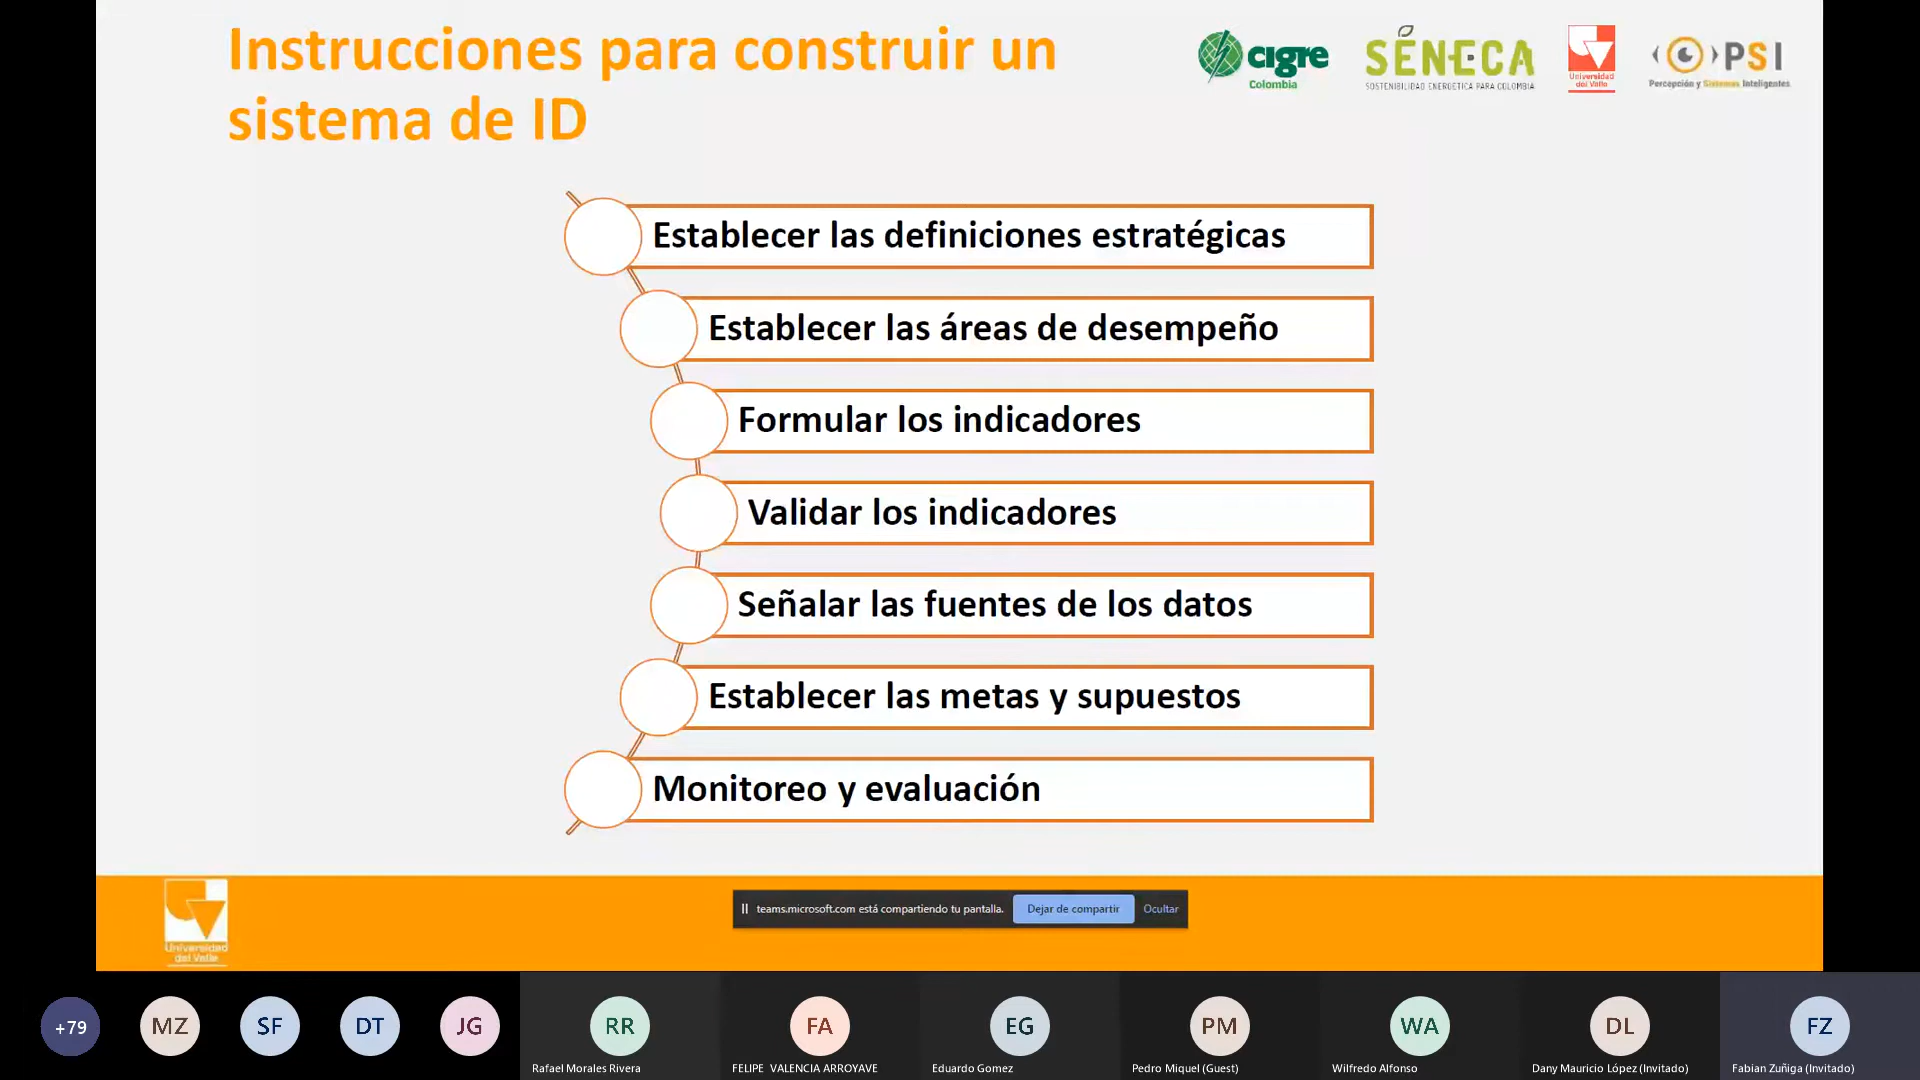 Instrucciones para construir un
sistema de ID
cigre
Colombia
SÉNECA
SOSTENIBILIDAD ENERGÉTICA PARA COLOMBIA
Universidad
del Valle
PSI
Percepción y Sistemas Inteligentes
Establecer las definiciones estratégicas
Establecer las áreas de desempeño
Formular los indicadores
Validar los indicadores
Señalar las fuentes de los datos
Establecer las metas y supuestos
Monitoreo y evaluación
Universidad
del Valle
teams.microsoft.com está compartiendo tu pantalla.
Dejar de compartir
Ocultar
+79
MZ
SF
DT
JG
RR
FA
EG
PM
WA
DL
FZ
Rafael Morales Rivera
FELIPE VALENCIA ARROYAVE
Eduardo Gomez
Pedro Miquel (Guest)
Wilfredo Alfonso
Dany Mauricio López (Invitado)
Fabian Zuñiga (Invitado)